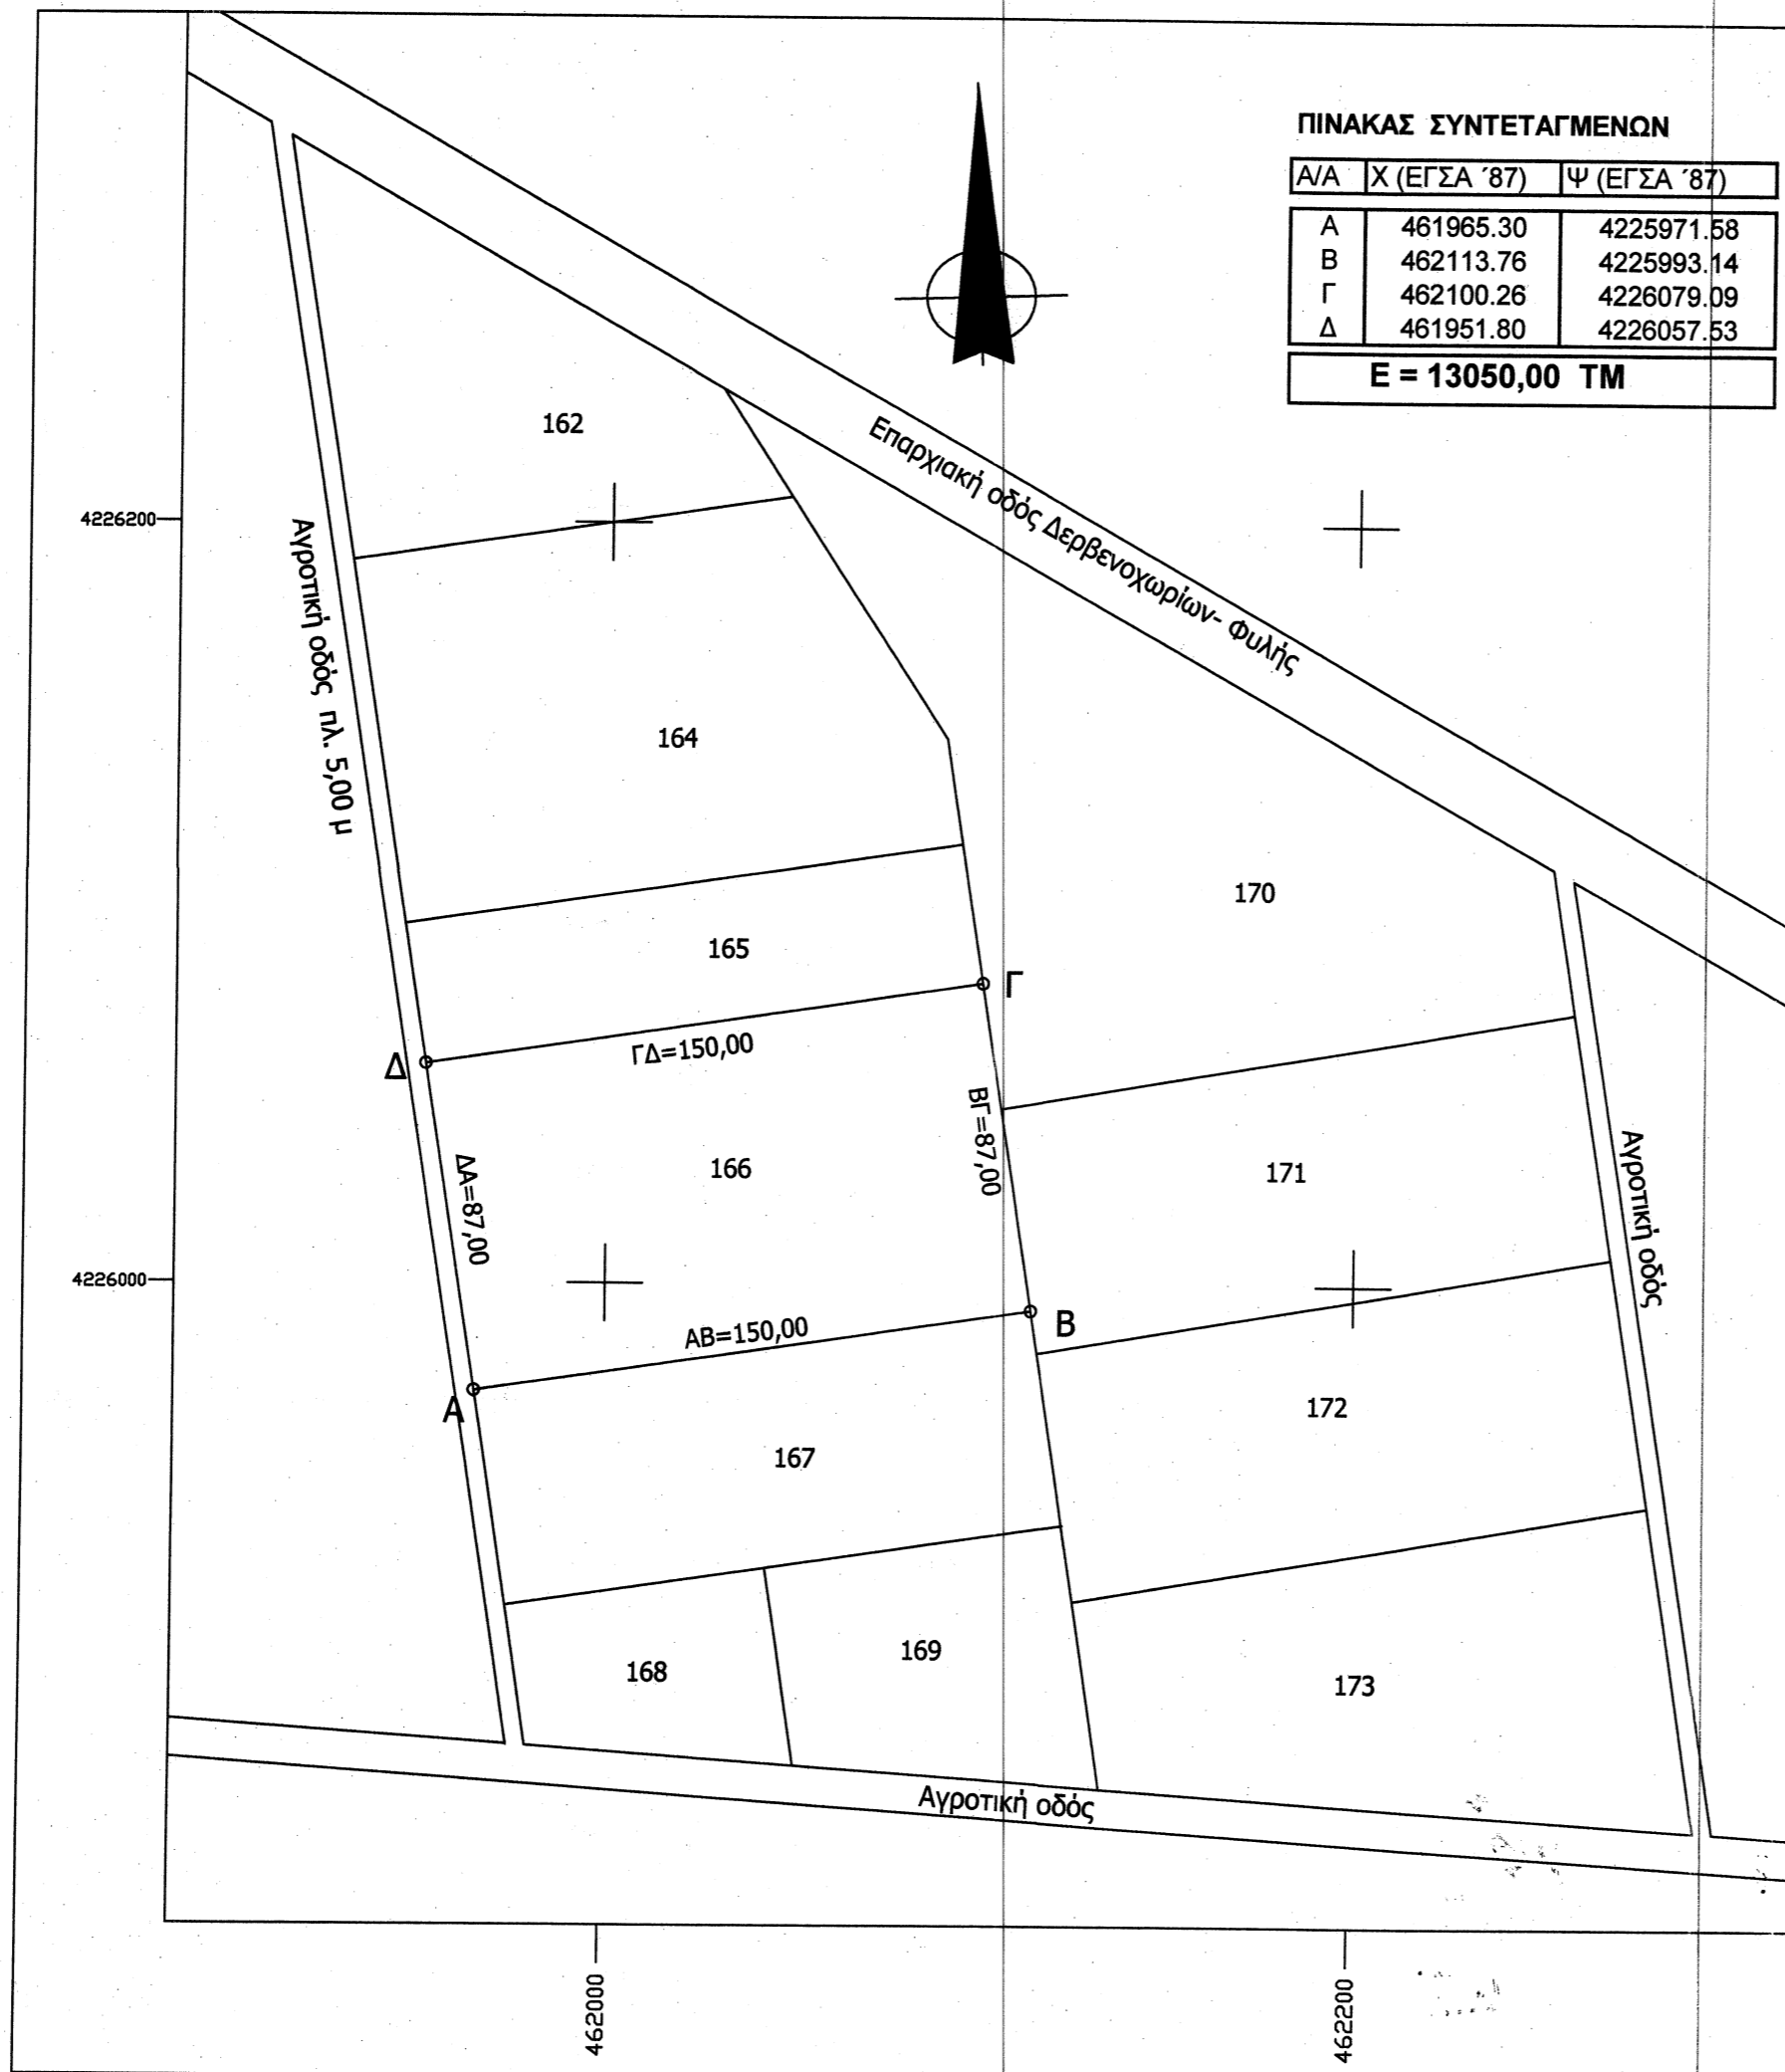 ΠΙΝΑΚΑΣ ΣΥΝΤΕΤΑΓΜΕΝΩΝ
Α/Α Χ (ΕΓΣΑ ´87) Ψ (ΕΓΣΑ ´87)
Α 461965.30 4225971.58
Β 462113.76 4225993.14
Γ 462100.26 4226079.09
Δ 461951.80 4226057.53
Ε = 13050,00 ΤΜ
162
Επαρχιακή οδός Δερβενοχωρίων- Φυλής
4226200
Αγροτική οδός πλ. 5,00 μ
164
170
165
Γ
ΓΔ=150,00
Δ
ΒΓ=87,00
166
171
ΔΑ=87,00
Αγροτική οδός
4226000
ΑΒ=150,00
Β
Α
172
167
169
168
173
Αγροτική οδός
462000
462200